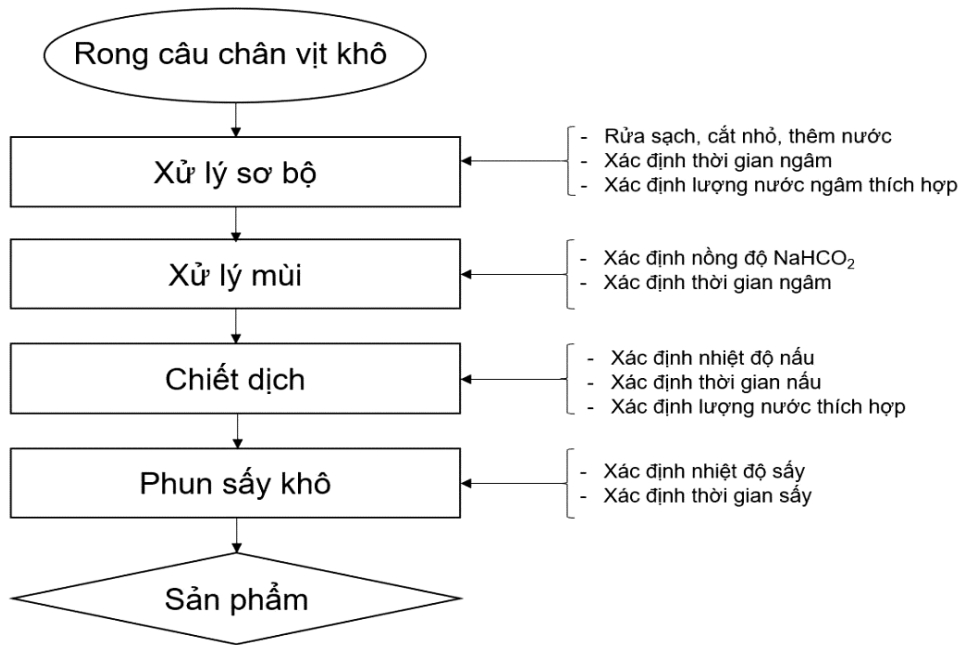 Rong câu chân vịt khô
Xử lý sơ bộ
- Rửa sạch, cắt nhỏ, thêm nước
- Xác định thời gian ngâm
- Xác định lượng nước ngâm thích hợp
Xử lý mùi
- Xác định nồng độ NaHCO₂
- Xác định thời gian ngâm
Chiết dịch
- Xác định nhiệt độ nấu
- Xác định thời gian nấu
- Xác định lượng nước thích hợp
Phun sấy khô
- Xác định nhiệt độ sấy
- Xác định thời gian sấy
Sản phẩm